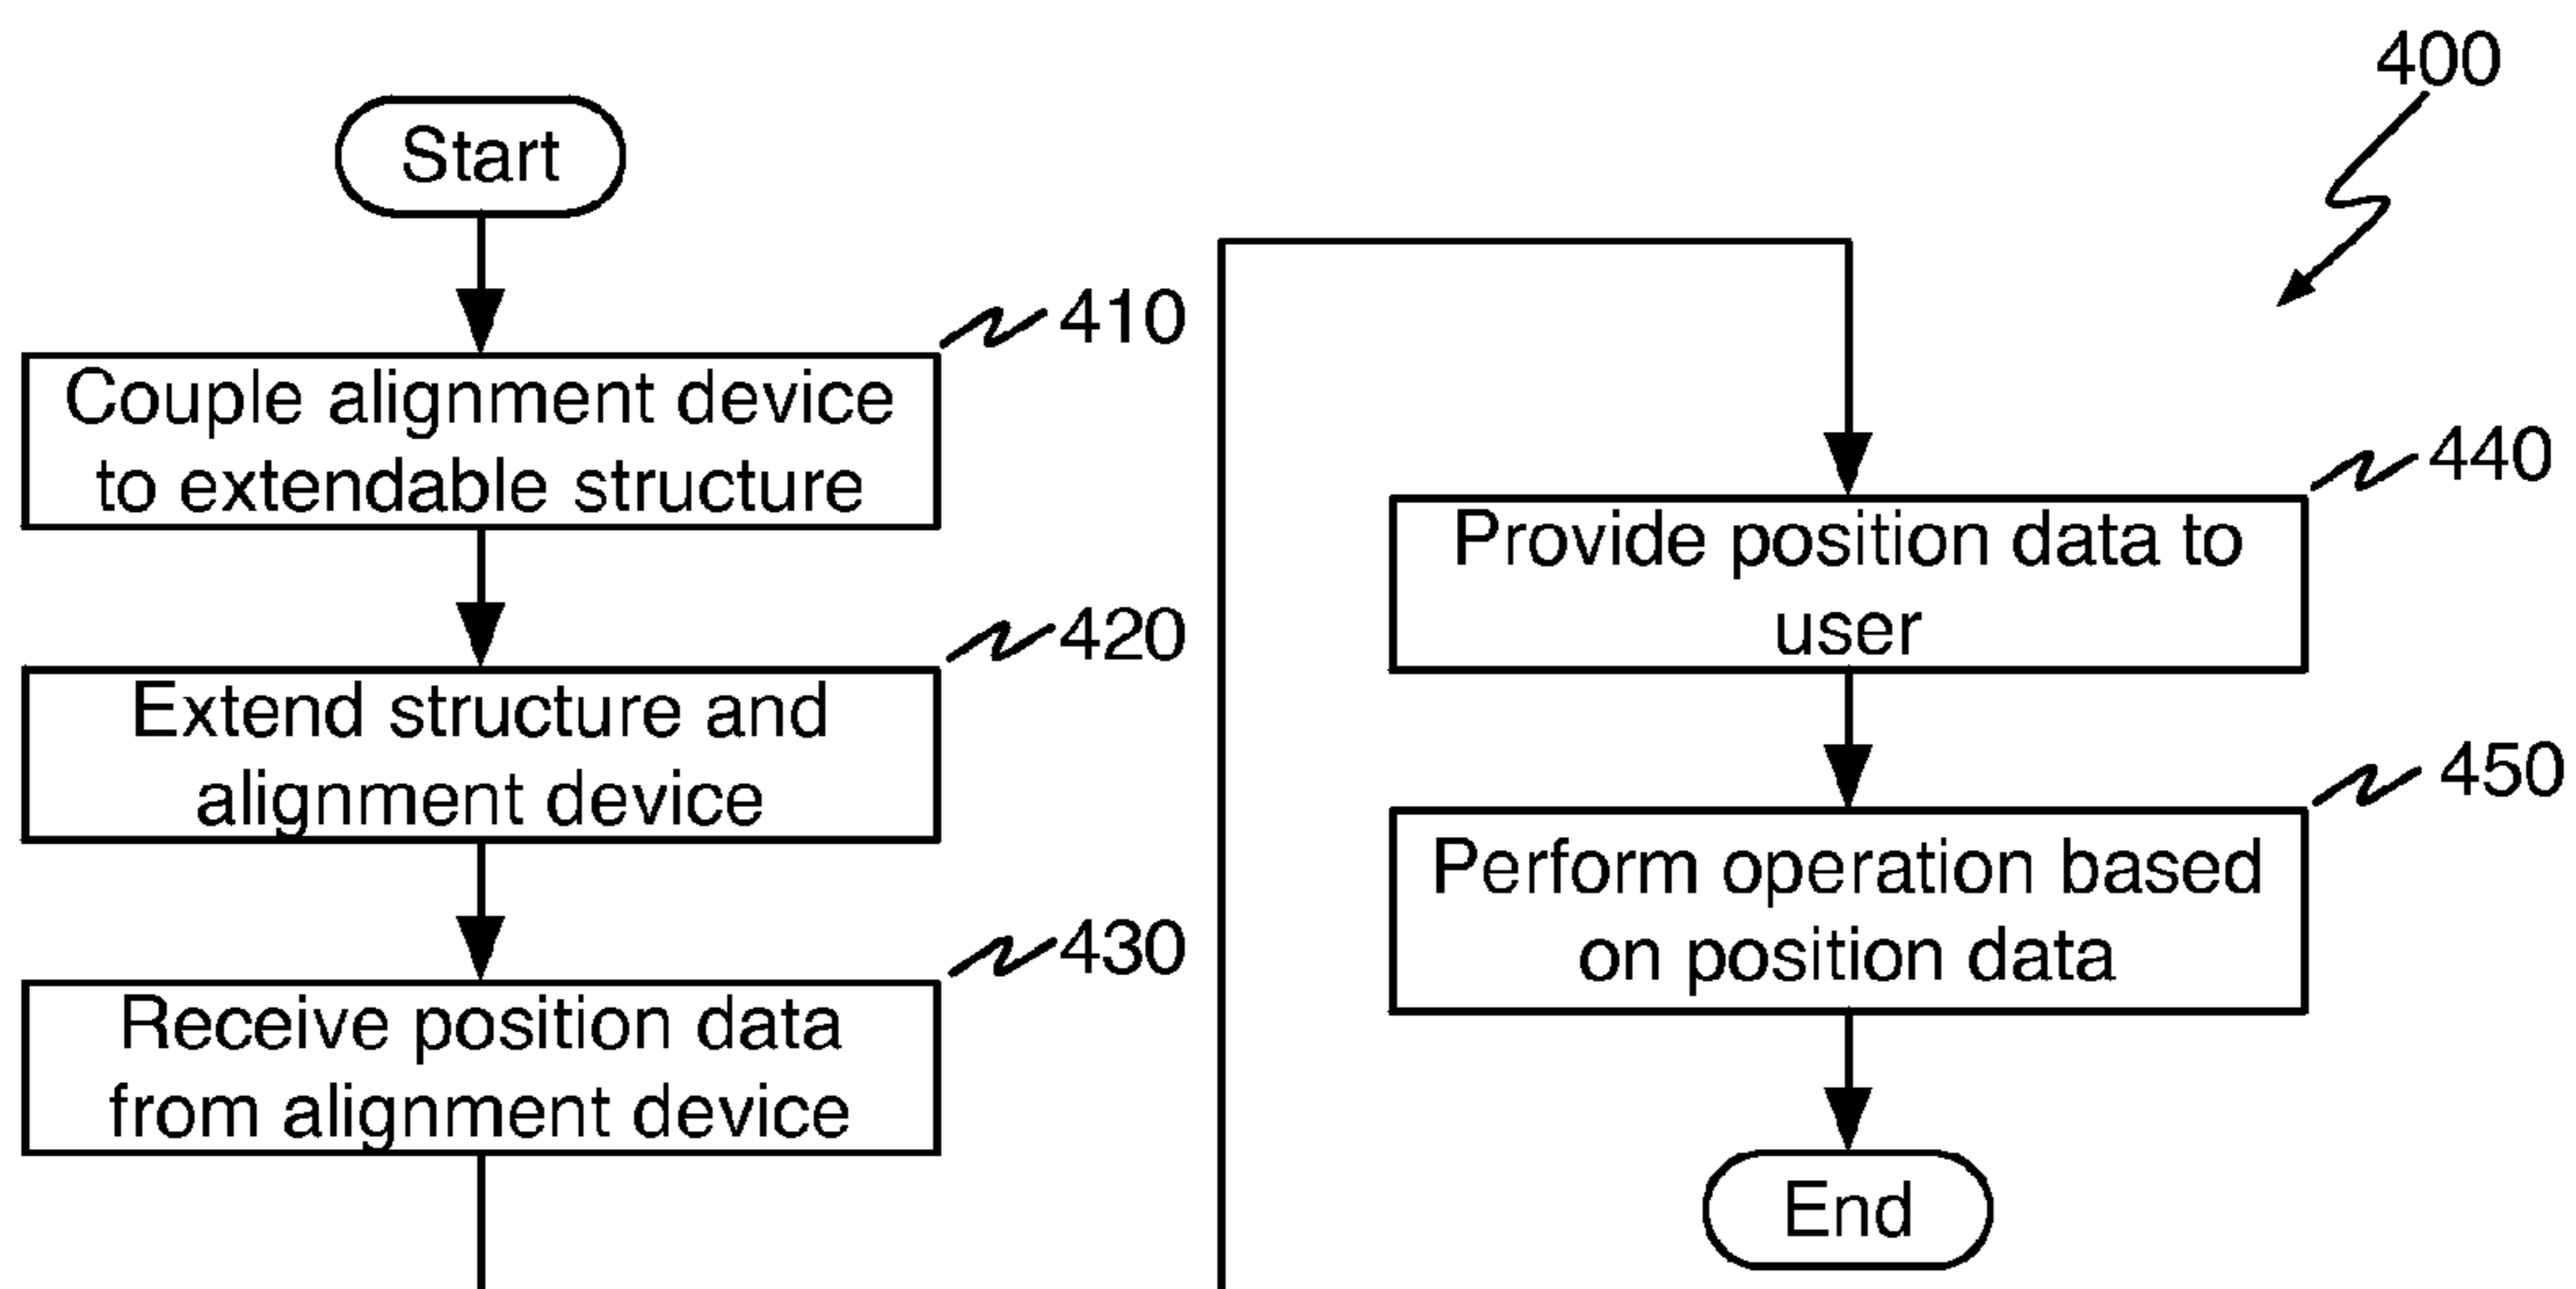 400
Start
410
Couple alignment device
to extendable structure
420
Extend structure and
alignment device
430
Receive position data
from alignment device
440
Provide position data to
user
450
Perform operation based
on position data
End